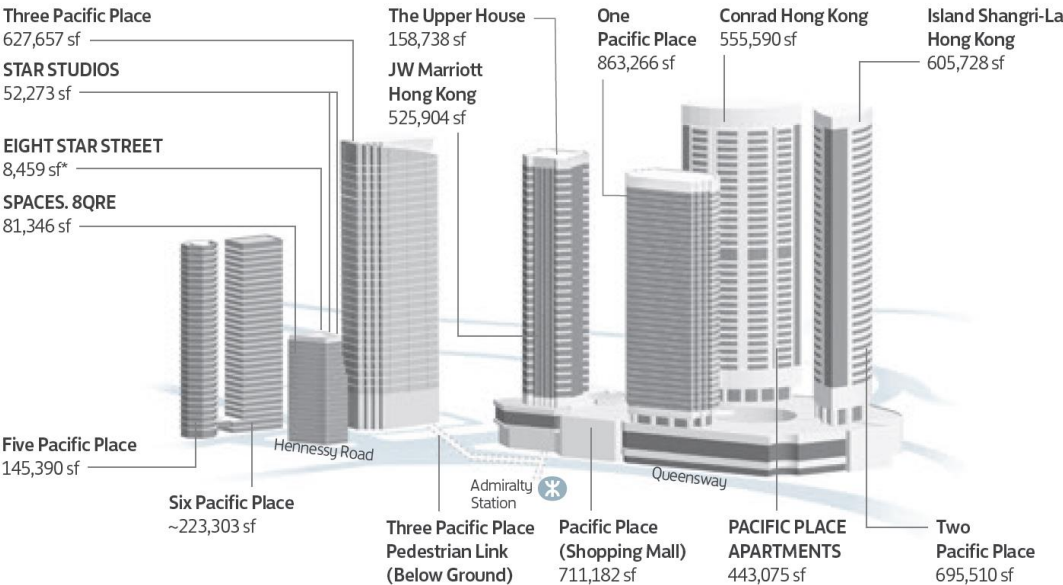 Three Pacific Place
627,657 sf
STAR STUDIOS
52,273 sf
EIGHT STAR STREET
8,459 sf*
SPACES. 8QRE
81,346 sf
The Upper House
158,738 sf
JW Marriott
Hong Kong
525,904 sf
One
Pacific Place
863,266 sf
Conrad Hong Kong
555,590 sf
Island Shangri-La
Hong Kong
605,728 sf
Five Pacific Place
145,390 sf
Hennessy Road
Six Pacific Place
~223,303 sf
Admiralty
Station
Queensway
Three Pacific Place
Pedestrian Link
(Below Ground)
Pacific Place
(Shopping Mall)
711,182 sf
PACIFIC PLACE
APARTMENTS
443,075 sf
Two
Pacific Place
695,510 sf